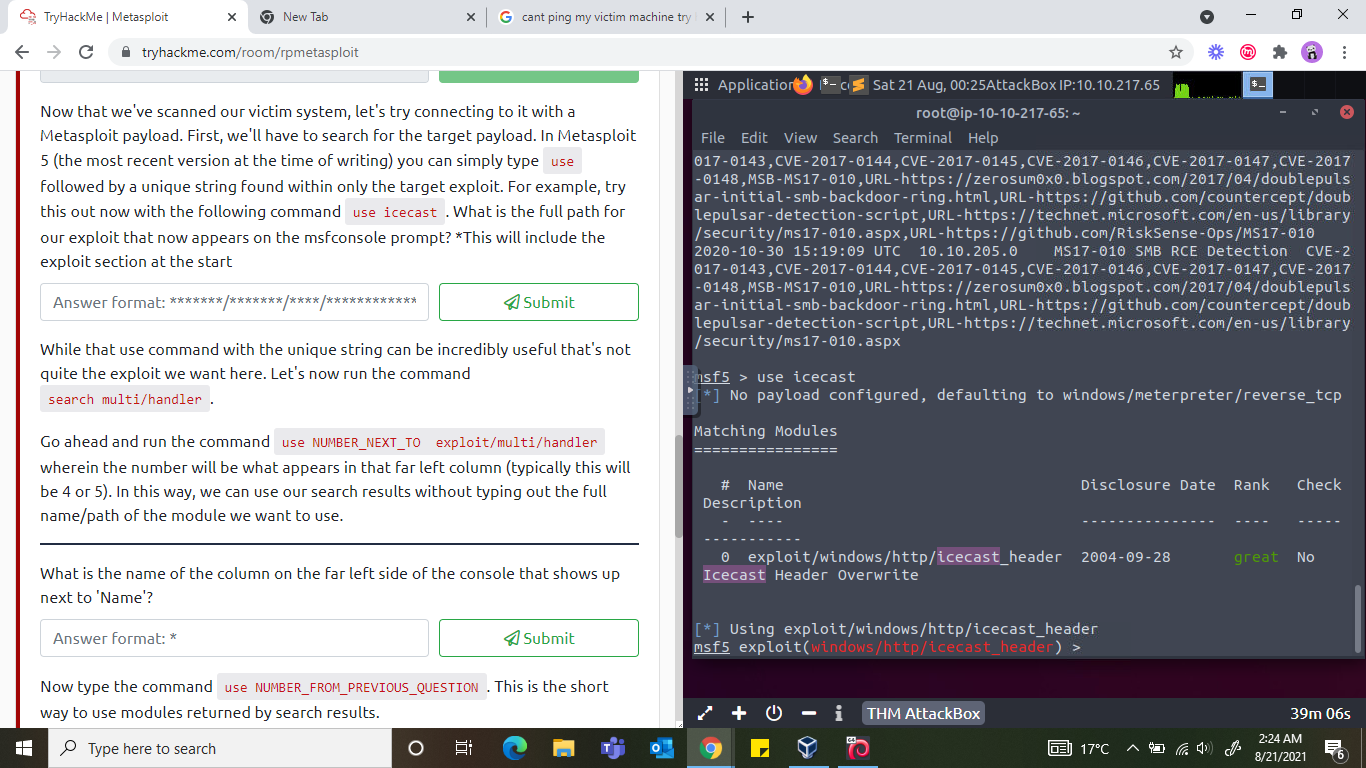 TryHackMe | Metasploit
New Tab
cant ping my victim machine try
tryhackme.com/room/rpmetasploit
Now that we've scanned our victim system, let's try connecting to it with a
Metasploit payload. First, we'll have to search for the target payload. In Metasploit
5 (the most recent version at the time of writing) you can simply type use
followed by a unique string found within only the target exploit. For example, try
this out now with the following command use icecast . What is the full path for
our exploit that now appears on the msfconsole prompt? *This will include the
exploit section at the start
Answer format: *******/*******/****/*************
Submit
While that use command with the unique string can be incredibly useful that's not
quite the exploit we want here. Let's now run the command
search multi/handler .
Go ahead and run the command use NUMBER_NEXT_TO exploit/multi/handler
wherein the number will be what appears in that far left column (typically this will
be 4 or 5). In this way, we can use our search results without typing out the full
name/path of the module we want to use.
What is the name of the column on the far left side of the console that shows up
next to 'Name'?
Answer format: *
Submit
Now type the command use NUMBER_FROM_PREVIOUS_QUESTION . This is the short
way to use modules returned by search results.
Application
Sat 21 Aug, 00:25 AttackBox IP:10.10.217.65
root@ip-10-10-217-65: ~
File Edit View Search Terminal Help
017-0143,CVE-2017-0144,CVE-2017-0145,CVE-2017-0146,CVE-2017-0147,CVE-2017
-0148,MSB-MS17-010,URL-https://zerosum0x0.blogspot.com/2017/04/doublepuls
ar-initial-smb-backdoor-ring.html,URL-https://github.com/countercept/doub
lepulsar-detection-script,URL-https://technet.microsoft.com/en-us/library
/security/ms17-010.aspx,URL-https://github.com/RiskSense-Ops/MS17-010
2020-10-30 15:19:09 UTC 10.10.205.0 MS17-010 SMB RCE Detection CVE-2
017-0143,CVE-2017-0144,CVE-2017-0145,CVE-2017-0146,CVE-2017-0147,CVE-2017
-0148,MSB-MS17-010,URL-https://zerosum0x0.blogspot.com/2017/04/doublepuls
ar-initial-smb-backdoor-ring.html,URL-https://github.com/countercept/doub
lepulsar-detection-script,URL-https://technet.microsoft.com/en-us/library
/security/ms17-010.aspx
msf5 > use icecast
[*] No payload configured, defaulting to windows/meterpreter/reverse_tcp
Matching Modules
================
# Name Disclosure Date Rank Check
Description
- ---- --------------- ---- -----
-----------
0 exploit/windows/http/icecast_header 2004-09-28 great No
Icecast Header Overwrite
[*] Using exploit/windows/http/icecast_header
msf5 exploit(windows/http/icecast_header) >
THM AttackBox
39m 06s
Type here to search
17°C
2:24 AM
8/21/2021
6